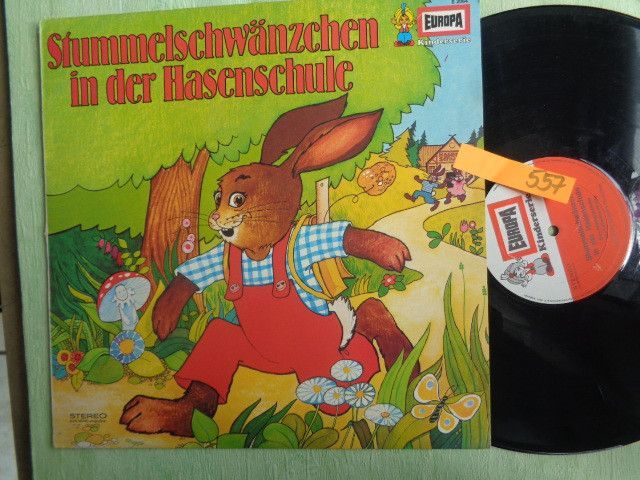 Stummelschwänzchen
in der Hasenschule
EUROPA
Kinderserie
557
EUROPA
Kinderserie
STEREO